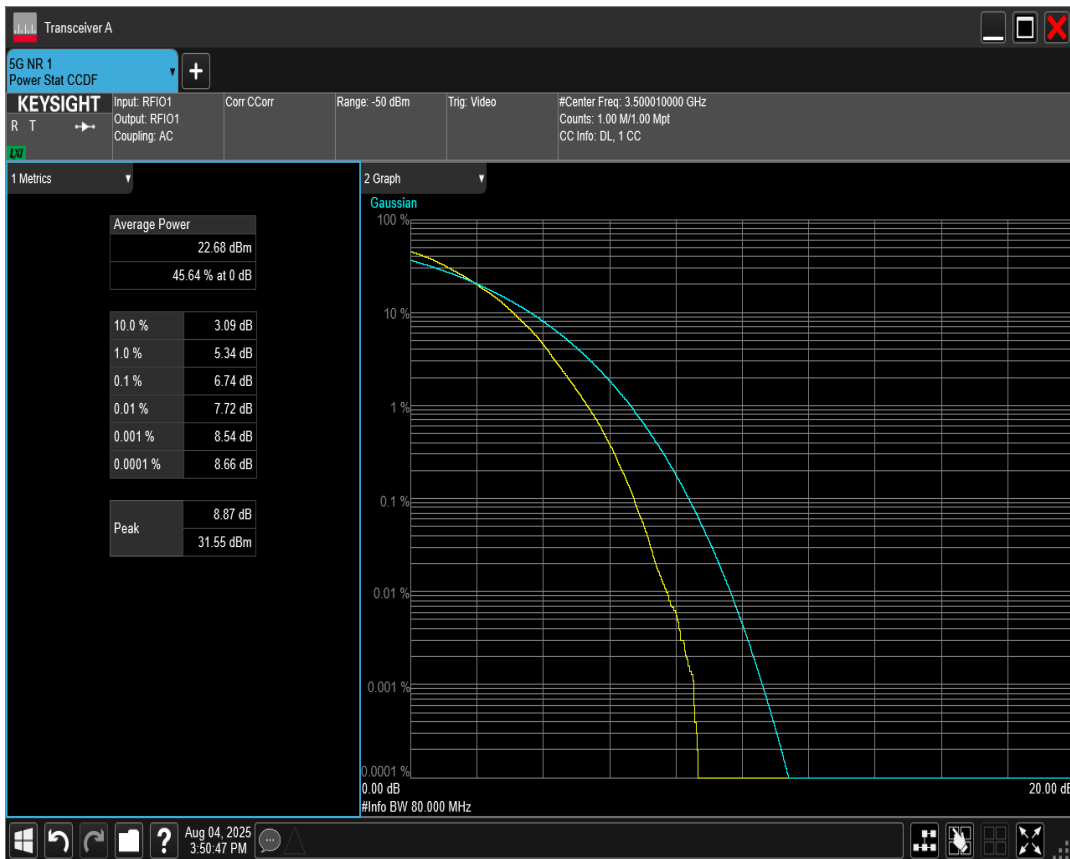 Transceiver A
5G NR 1
Power Stat CCDF
KEYSIGHT
R T
LXI
Input: RFIO1
Output: RFIO1
Coupling: AC
Corr CCorr
Range: -50 dBm
Trig: Video
#Center Freq: 3.500010000 GHz
Counts: 1.00 M/1.00 Mpt
CC Info: DL, 1 CC
1 Metrics
Average Power
22.68 dBm
45.64 % at 0 dB
10.0 % 3.09 dB
1.0 % 5.34 dB
0.1 % 6.74 dB
0.01 % 7.72 dB
0.001 % 8.54 dB
0.0001 % 8.66 dB
Peak
8.87 dB
31.55 dBm
2 Graph
Gaussian
100 %
10 %
1 %
0.1 %
0.01 %
0.001 %
0.0001 %
0.00 dB 20.00 dB
#Info BW 80.000 MHz
?
Aug 04, 2025
3:50:47 PM